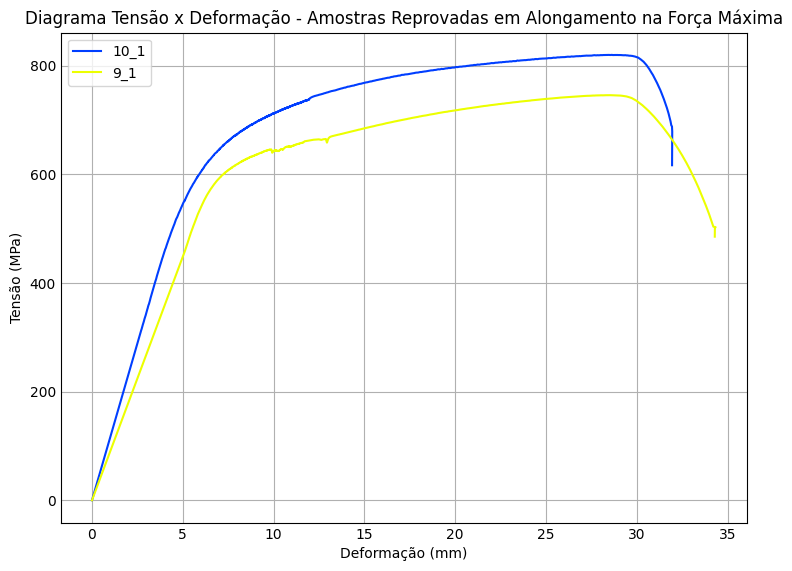 Diagrama Tensão x Deformação - Amostras Reprovadas em Alongamento na Força Máxima
10_1
9_1
800
600
400
200
0
Tensão (MPa)
0 5 10 15 20 25 30 35
Deformação (mm)